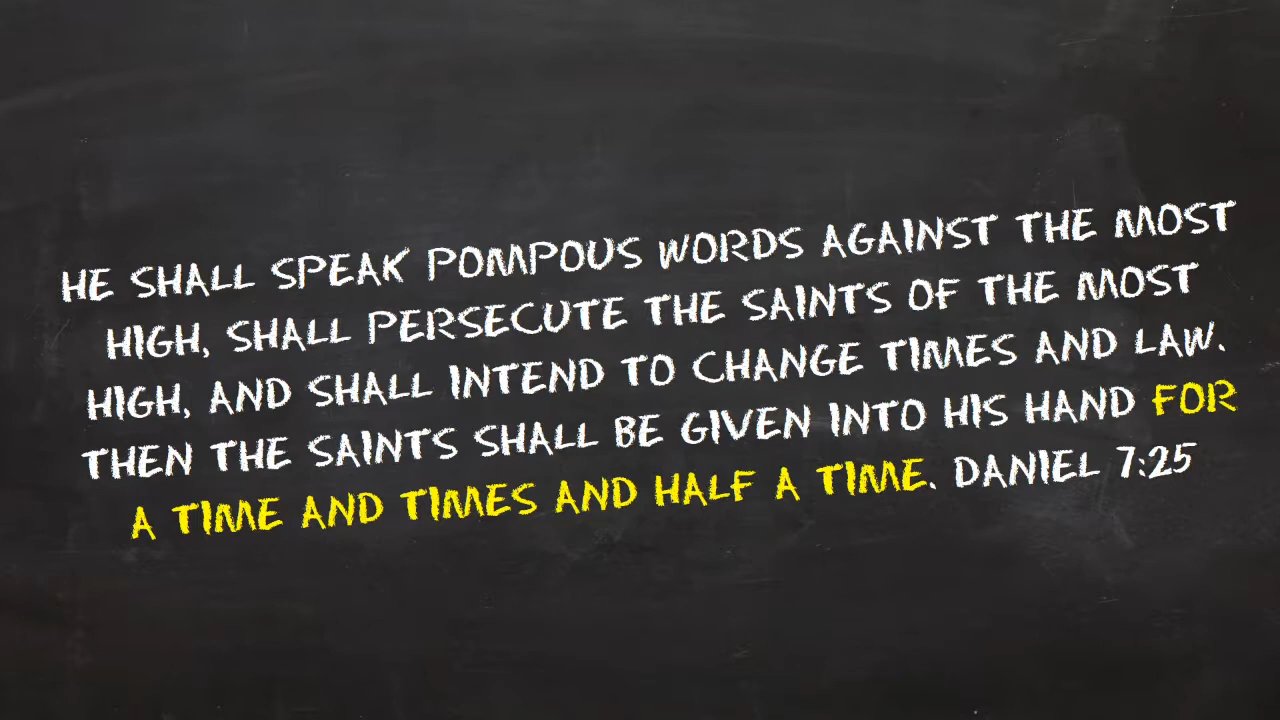 HE SHALL SPEAK POMPOUS WORDS AGAINST THE MOST
HIGH, SHALL PERSECUTE THE SAINTS OF THE MOST
HIGH, AND SHALL INTEND TO CHANGE TIMES AND LAW.
THEN THE SAINTS SHALL BE GIVEN INTO HIS HAND FOR
A TIME AND TIMES AND HALF A TIME. DANIEL 7:25